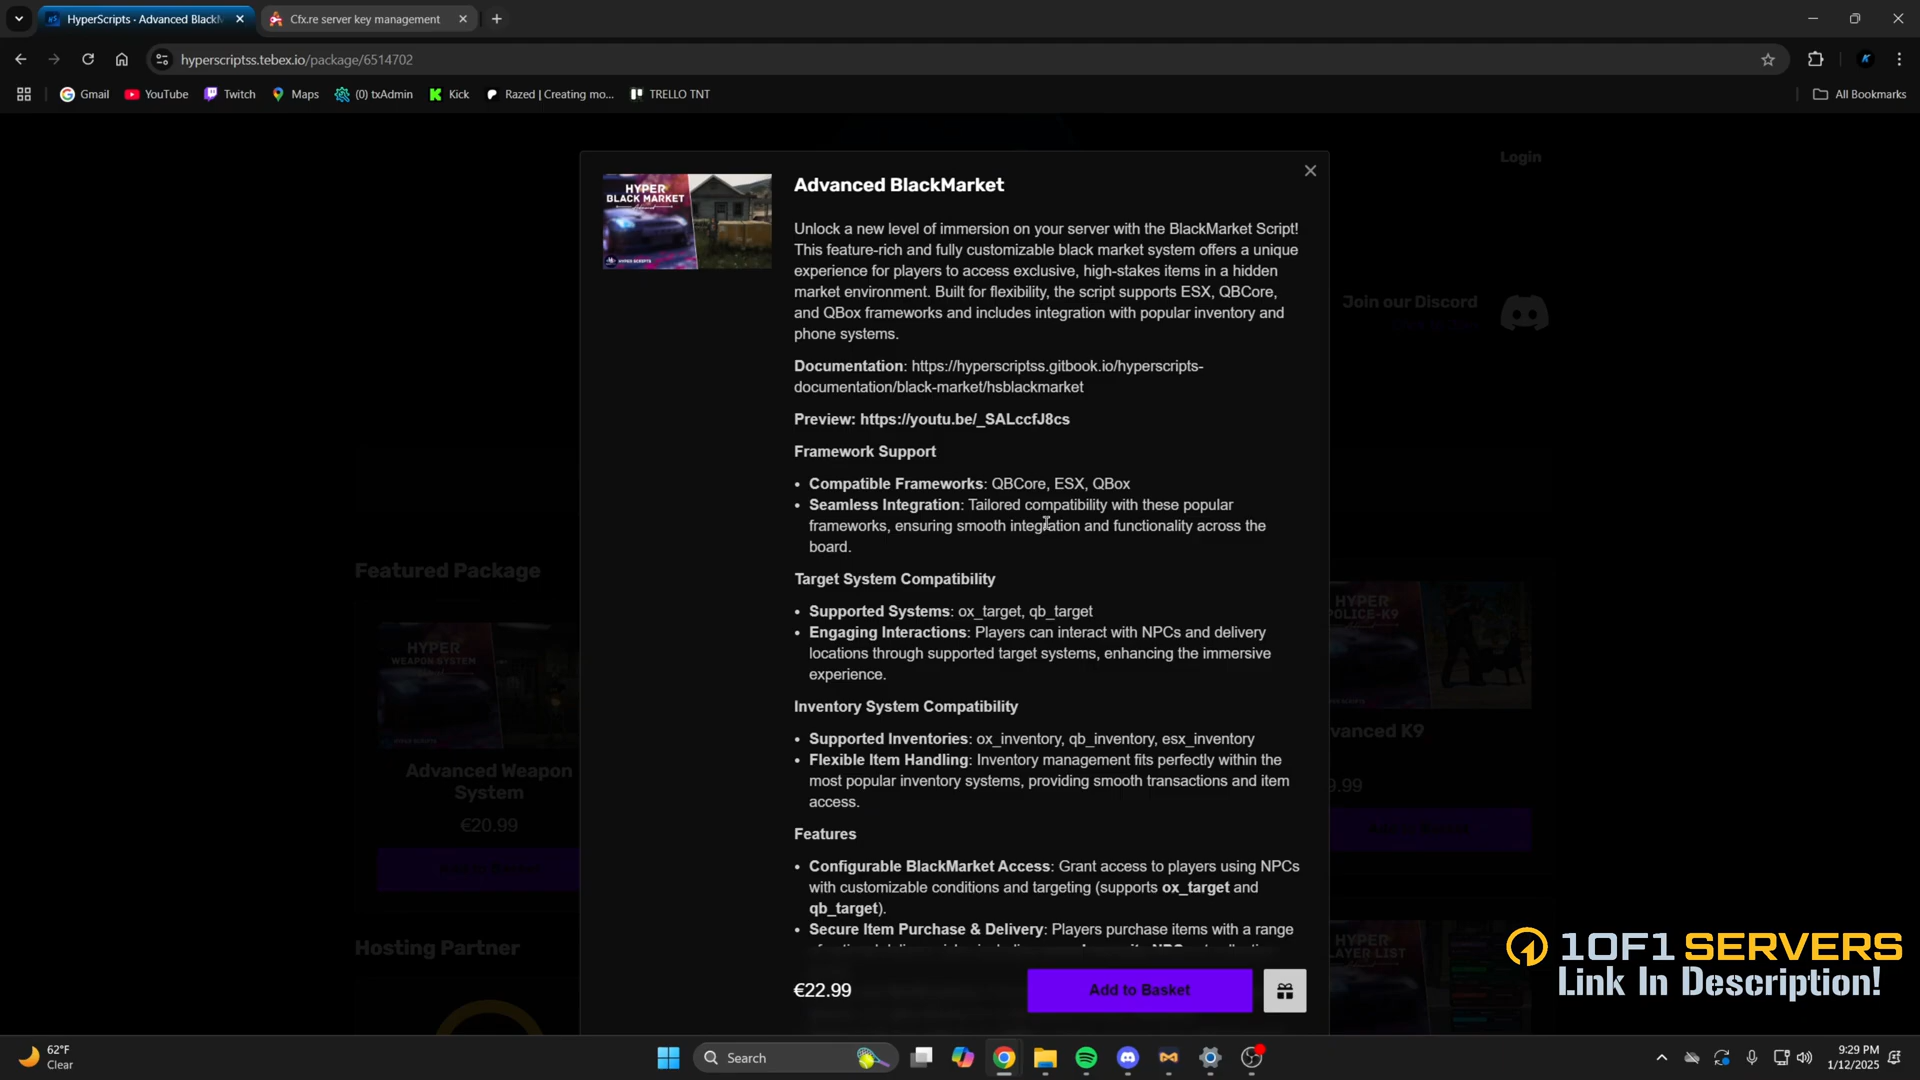 HyperScripts - Advanced BlackM
Cfx.re server key management
hyperscriptss.tebex.io/package/6514702
Gmail
YouTube
Twitch
Maps
(0) txAdmin
Kick
Razed | Creating mo...
TRELLO TNT
All Bookmarks
Login
Join our Discord
HYPER
BLACK MARKET
Advanced
HYPER SCRIPTS
Advanced BlackMarket
Unlock a new level of immersion on your server with the BlackMarket Script!
This feature-rich and fully customizable black market system offers a unique
experience for players to access exclusive, high-stakes items in a hidden
market environment. Built for flexibility, the script supports ESX, QBCore,
and QBox frameworks and includes integration with popular inventory and
phone systems.
Documentation: https://hyperscriptss.gitbook.io/hyperscripts-
documentation/black-market/hsblackmarket
Preview: https://youtu.be/_SALccfJ8cs
Framework Support
• Compatible Frameworks: QBCore, ESX, QBox
• Seamless Integration: Tailored compatibility with these popular
frameworks, ensuring smooth integration and functionality across the
board.
Target System Compatibility
• Supported Systems: ox_target, qb_target
• Engaging Interactions: Players can interact with NPCs and delivery
locations through supported target systems, enhancing the immersive
experience.
Inventory System Compatibility
• Supported Inventories: ox_inventory, qb_inventory, esx_inventory
• Flexible Item Handling: Inventory management fits perfectly within the
most popular inventory systems, providing smooth transactions and item
access.
Features
• Configurable BlackMarket Access: Grant access to players using NPCs
with customizable conditions and targeting (supports ox_target and
qb_target).
• Secure Item Purchase & Delivery: Players purchase items with a range
€22.99
Add to Basket
Featured Package
HYPER
WEAPON SYSTEM
Advanced Weapon
System
€20.99
Add to Basket
Hosting Partner
HYPER
POLICE-K9
vanced K9
9.99
Add to Basket
HYPER
LAYER LIST
1OF1 SERVERS
Link In Description!
62°F
Clear
Search
9:29 PM
1/12/2025